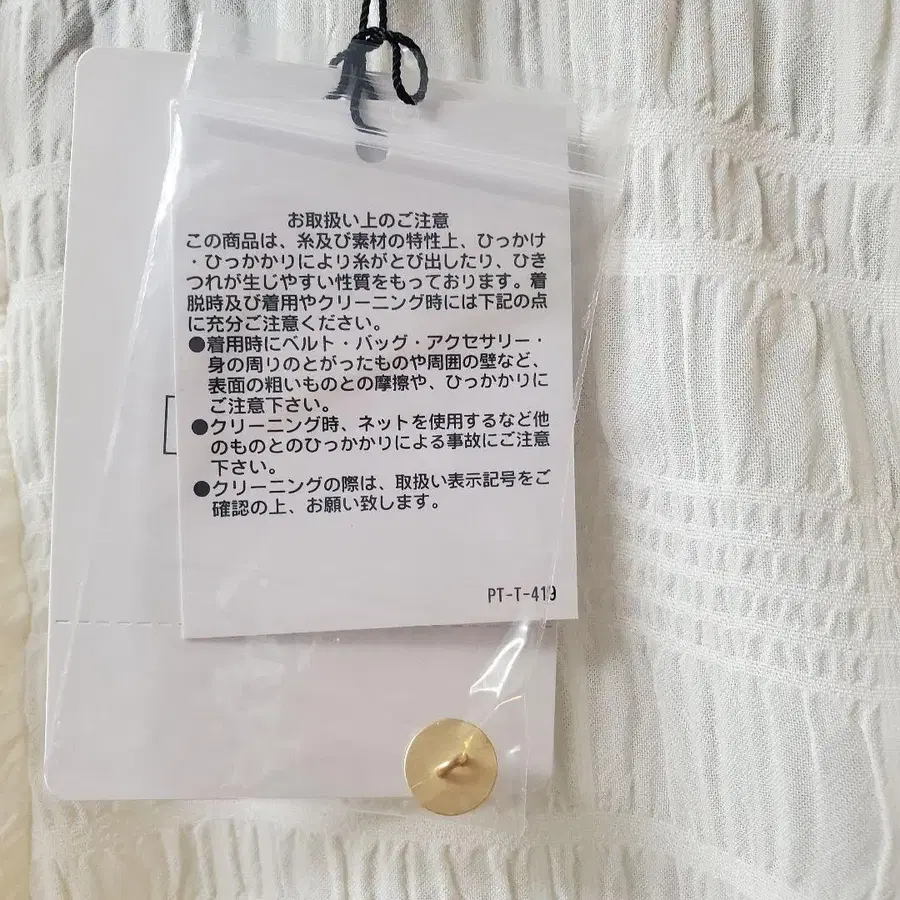 お取扱い上のご注意
この商品は、糸及び素材の特性上、ひっかけ
・ひっかかりにより糸がとび出したり、ひき
つれが生じやすい性質をもっております。着
脱時及び着用やクリーニング時には下記の点
に充分ご注意ください。
●着用時にベルト・バッグ・アクセサリー・
身の周りのとがったものや周囲の壁など、
表面の粗いものとの摩擦や、ひっかかりに
ご注意下さい。
●クリーニング時、ネットを使用するなど他
のものとのひっかかりによる事故にご注意
下さい。
●クリーニングの際は、取扱い表示記号をご
確認の上、お願い致します。
PT-T-419